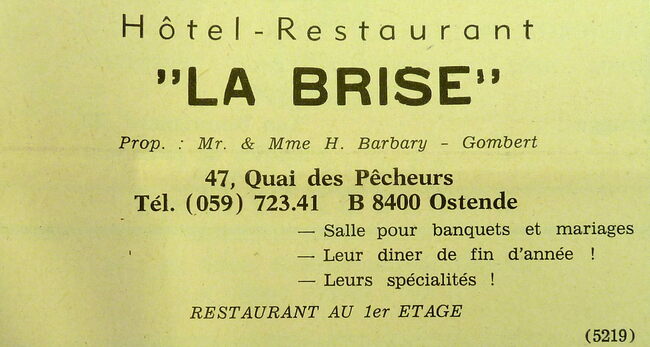 Hôtel-Restaurant
"LA BRISE"
Prop. : Mr. & Mme H. Barbary - Gombert
47, Quai des Pêcheurs
Tél. (059) 723.41 B 8400 Ostende
— Salle pour banquets et mariages
— Leur diner de fin d'année !
— Leurs spécialités !
RESTAURANT AU 1er ETAGE
(5219)